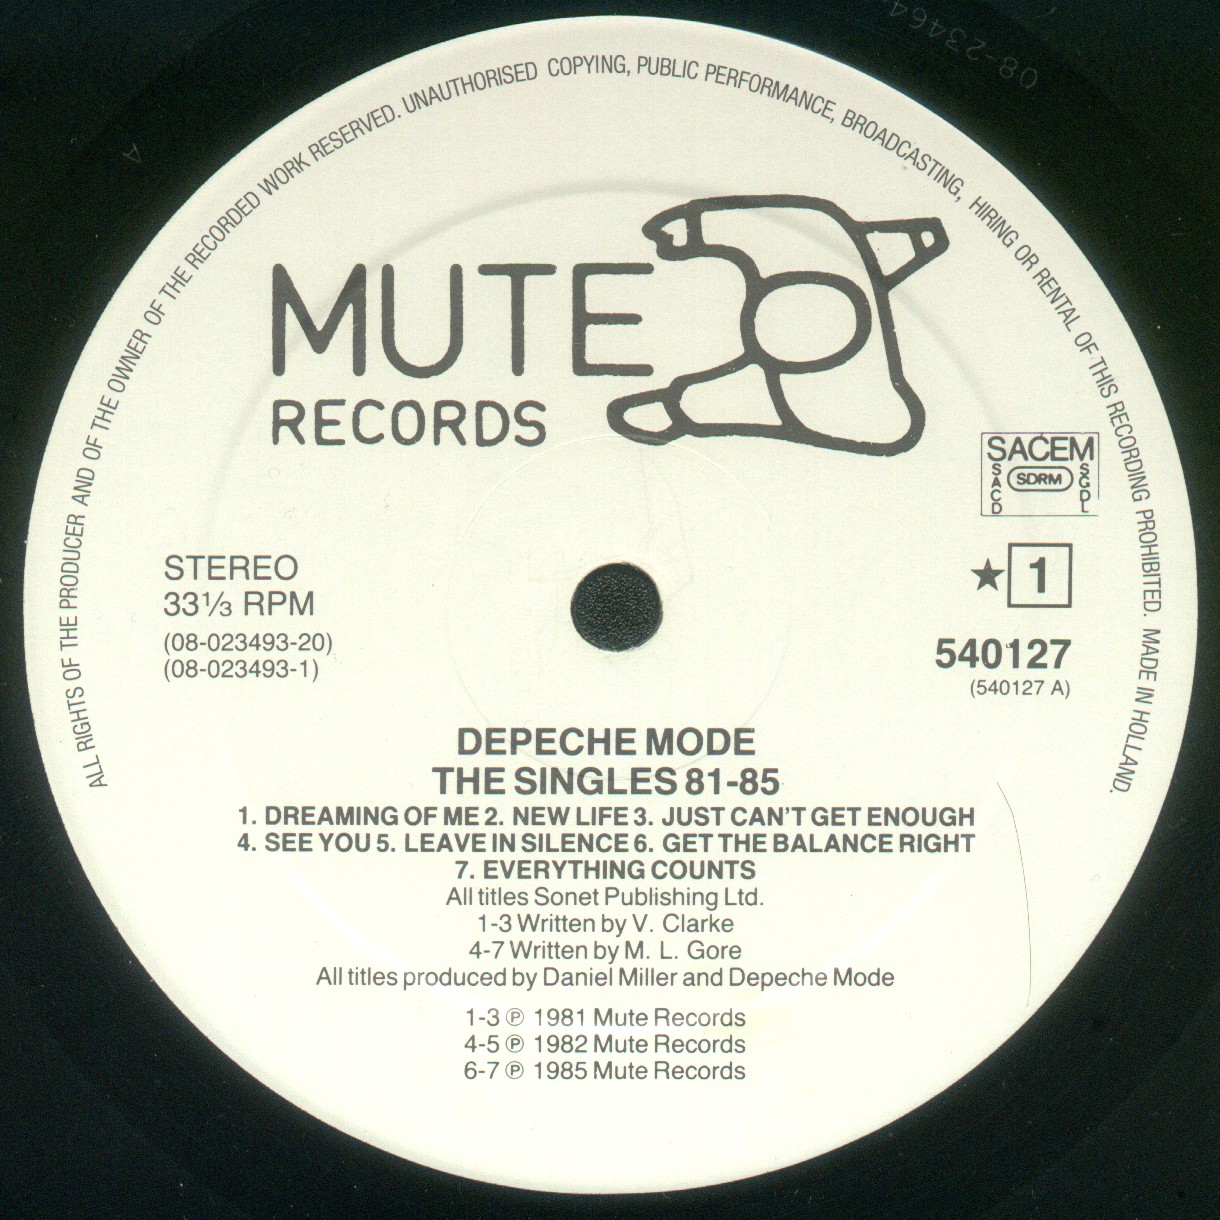 ALL RIGHTS OF THE PRODUCER AND OF THE OWNER OF THE RECORDED WORK RESERVED. UNAUTHORISED COPYING, PUBLIC PERFORMANCE, BROADCASTING, HIRING OR RENTAL OF THIS RECORDING PROHIBITED. MADE IN HOLLAND.
MUTE
RECORDS
SACEM
SACD
SDRM
SGDL
STEREO
33⅓ RPM
(08-023493-20)
(08-023493-1)
★ 1
540127
(540127 A)
DEPECHE MODE
THE SINGLES 81-85
1. DREAMING OF ME 2. NEW LIFE 3. JUST CAN'T GET ENOUGH
4. SEE YOU 5. LEAVE IN SILENCE 6. GET THE BALANCE RIGHT
7. EVERYTHING COUNTS
All titles Sonet Publishing Ltd.
1-3 Written by V. Clarke
4-7 Written by M. L. Gore
All titles produced by Daniel Miller and Depeche Mode
1-3 ℗ 1981 Mute Records
4-5 ℗ 1982 Mute Records
6-7 ℗ 1985 Mute Records